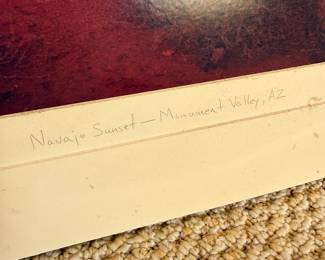 Navajo Sunset — Monument Valley, AZ